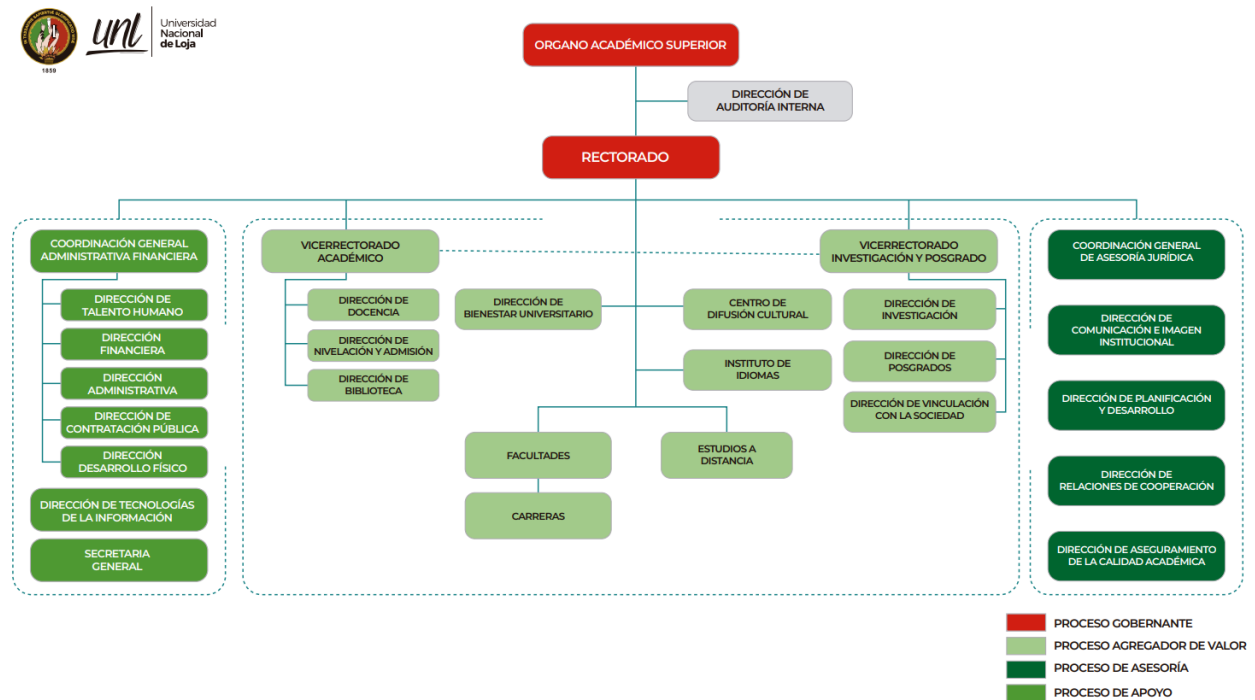 unl
Universidad
Nacional
de Loja
1859
ORGANO ACADÉMICO SUPERIOR
DIRECCIÓN DE
AUDITORÍA INTERNA
RECTORADO
COORDINACIÓN GENERAL
ADMINISTRATIVA FINANCIERA
DIRECCIÓN DE
TALENTO HUMANO
DIRECCIÓN
FINANCIERA
DIRECCIÓN
ADMINISTRATIVA
DIRECCIÓN DE
CONTRATACIÓN PÚBLICA
DIRECCIÓN
DESARROLLO FÍSICO
DIRECCIÓN DE TECNOLOGÍAS
DE LA INFORMACIÓN
SECRETARIA
GENERAL
VICERRECTORADO
ACADÉMICO
DIRECCIÓN DE
DOCENCIA
DIRECCIÓN DE
NIVELACIÓN Y ADMISIÓN
DIRECCIÓN DE
BIBLIOTECA
DIRECCIÓN DE
BIENESTAR UNIVERSITARIO
CENTRO DE
DIFUSIÓN CULTURAL
INSTITUTO DE
IDIOMAS
FACULTADES
CARRERAS
ESTUDIOS A
DISTANCIA
VICERRECTORADO
INVESTIGACIÓN Y POSGRADO
DIRECCIÓN DE
INVESTIGACIÓN
DIRECCIÓN DE
POSGRADOS
DIRECCIÓN DE VINCULACIÓN
CON LA SOCIEDAD
COORDINACIÓN GENERAL
DE ASESORÍA JURÍDICA
DIRECCIÓN DE
COMUNICACIÓN E IMAGEN
INSTITUCIONAL
DIRECCIÓN DE PLANIFICACIÓN
Y DESARROLLO
DIRECCIÓN DE
RELACIONES DE COOPERACIÓN
DIRECCIÓN DE ASEGURAMIENTO
DE LA CALIDAD ACADÉMICA
PROCESO GOBERNANTE
PROCESO AGREGADOR DE VALOR
PROCESO DE ASESORÍA
PROCESO DE APOYO